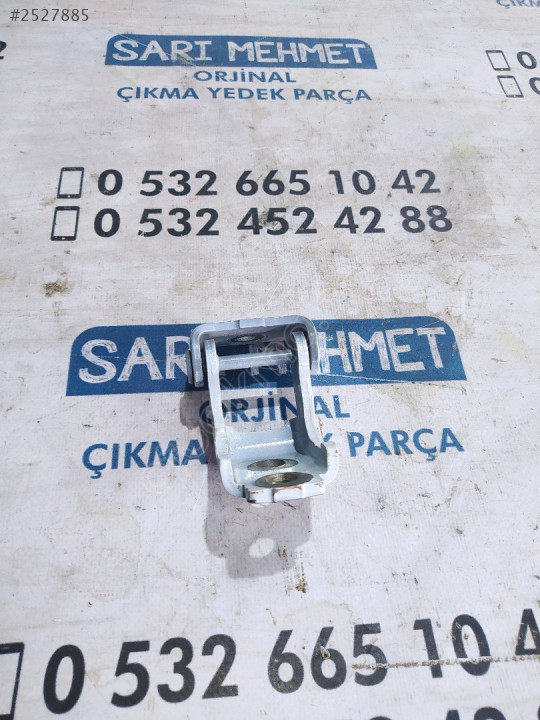 #2527885
SARI MEHMET
ORJİNAL
ÇIKMA YEDEK PARÇA
0 532 665 10 42
0 532 452 42 88
SARI MEHMET
ORJİNAL
ÇIKMA YEDEK PARÇA
0 532 665 10 4